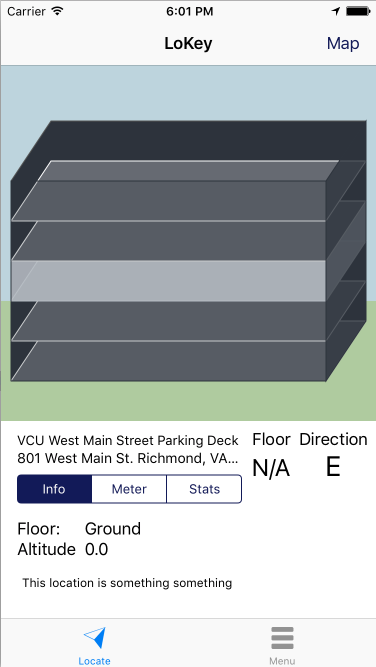 Carrier 6:01 PM
LoKey Map
VCU West Main Street Parking Deck
801 West Main St. Richmond, VA...
Floor Direction
N/A E
Info Meter Stats
Floor: Ground
Altitude 0.0
This location is something something
Locate Menu